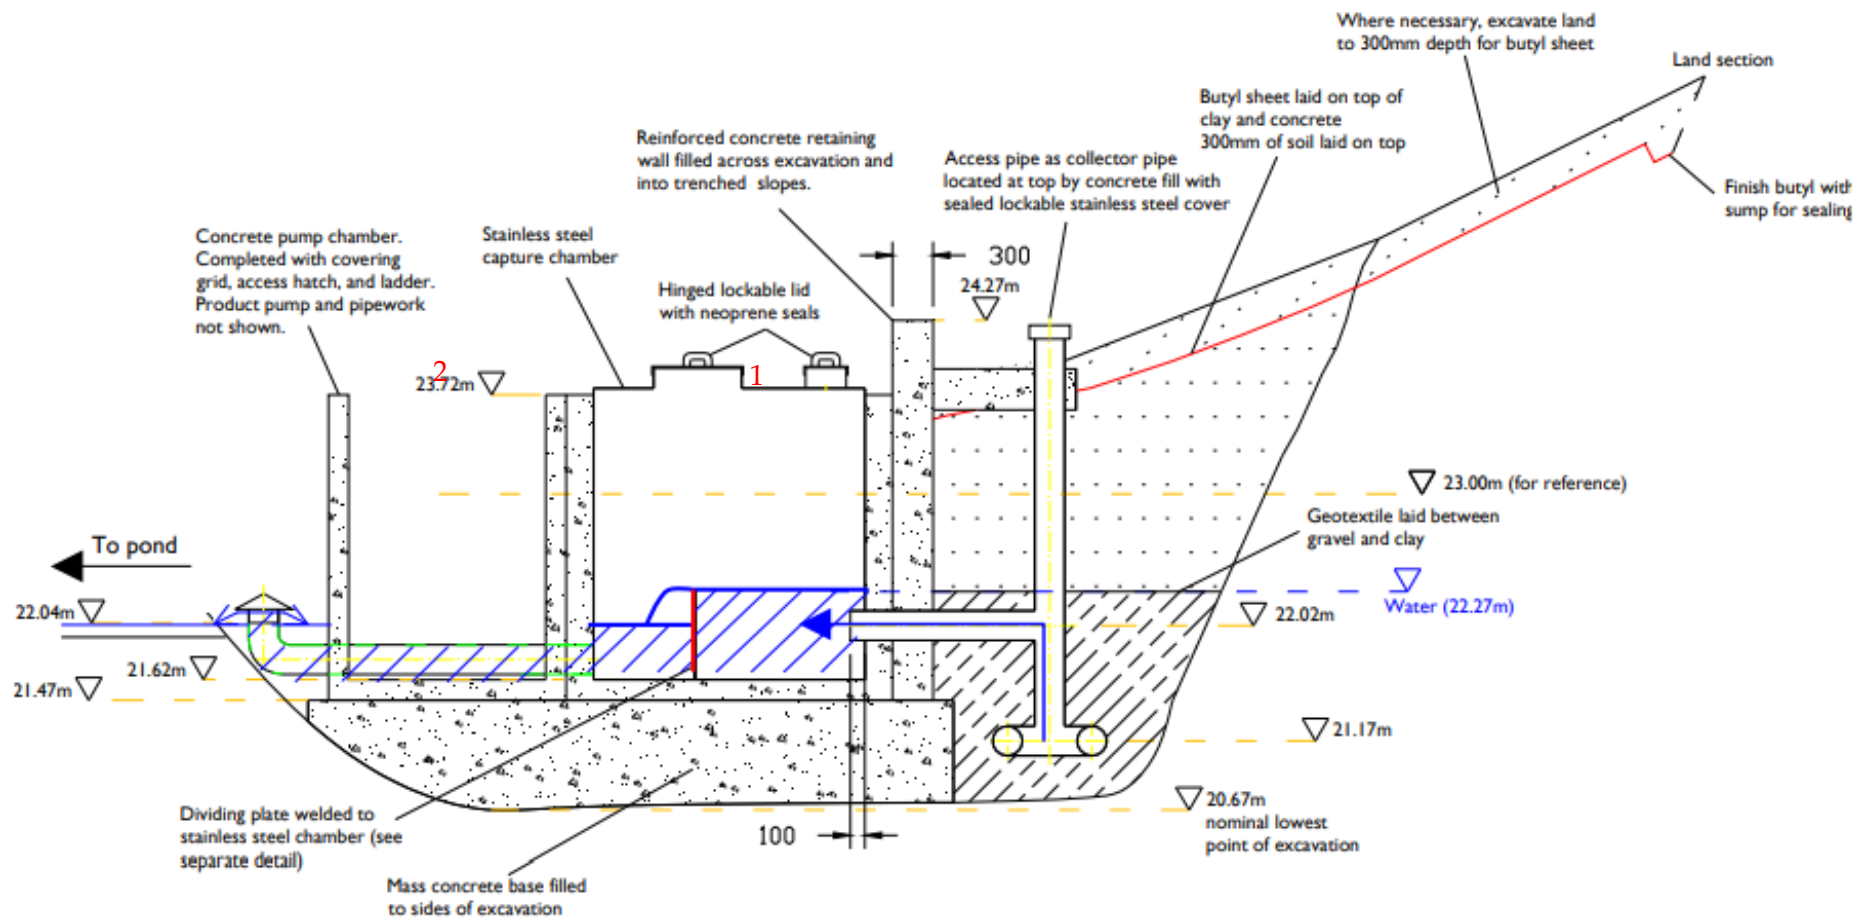 Where necessary, excavate land
to 300mm depth for butyl sheet
Land section
Butyl sheet laid on top of
clay and concrete
300mm of soil laid on top
Reinforced concrete retaining
wall filled across excavation and
into trenched slopes.
Access pipe as collector pipe
located at top by concrete fill with
sealed lockable stainless steel cover
Finish butyl with
sump for sealing
Concrete pump chamber.
Completed with covering
grid, access hatch, and ladder.
Product pump and pipework
not shown.
Stainless steel
capture chamber
Hinged lockable lid
with neoprene seals
300
24.27m
2
23.72m
1
23.00m (for reference)
Geotextile laid between
gravel and clay
To pond
Water (22.27m)
22.04m
22.02m
21.62m
21.47m
21.17m
20.67m
nominal lowest
point of excavation
Dividing plate welded to
stainless steel chamber (see
separate detail)
100
Mass concrete base filled
to sides of excavation